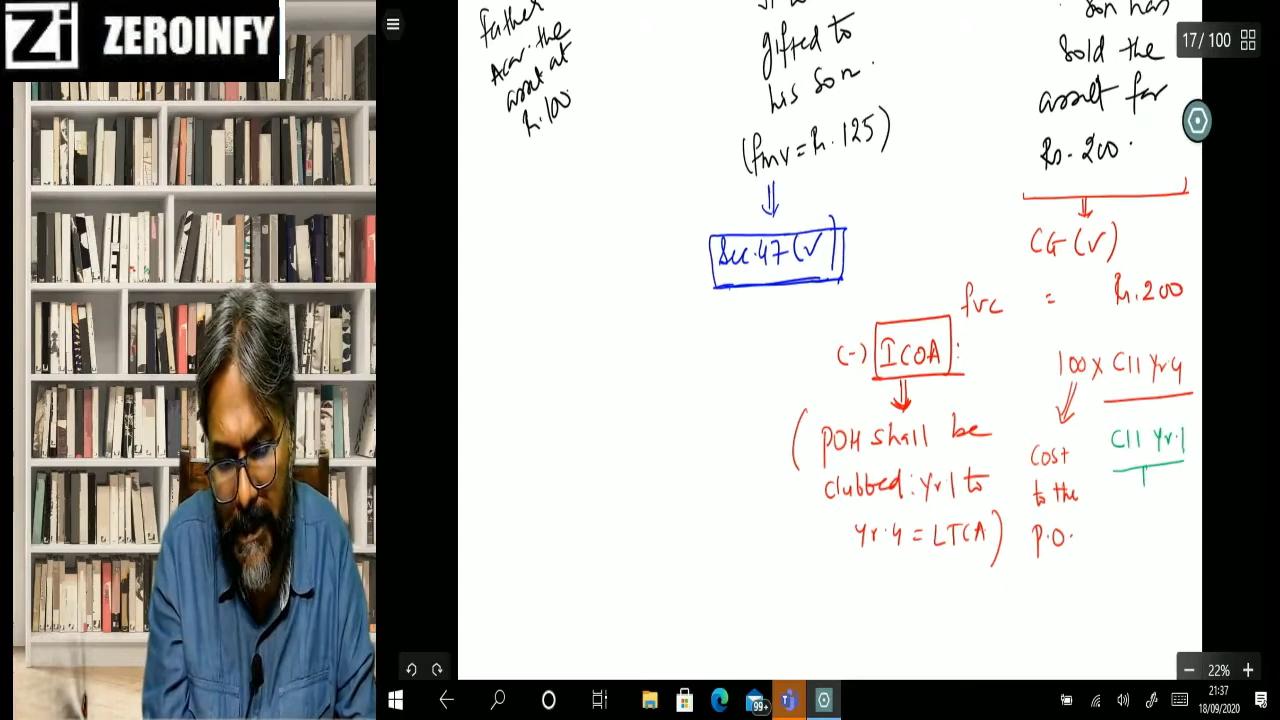 Zi ZEROINFY
17 / 100
father
Acqr. the
asset at
Rs.100
gifted to
his son.
(fmv = Rs. 125)
Sec.47(v)
Son has
sold the
asset for
Rs. 200.
CG (✓)
fvc = Rs.200
(-) ICOA : 100 x CII Yr 4
CII Yr.1
(POH shall be
clubbed: Yr 1 to
Yr.4 = LTCA)
Cost
to the
P.O.
22%
99+
21:37
18/09/2020